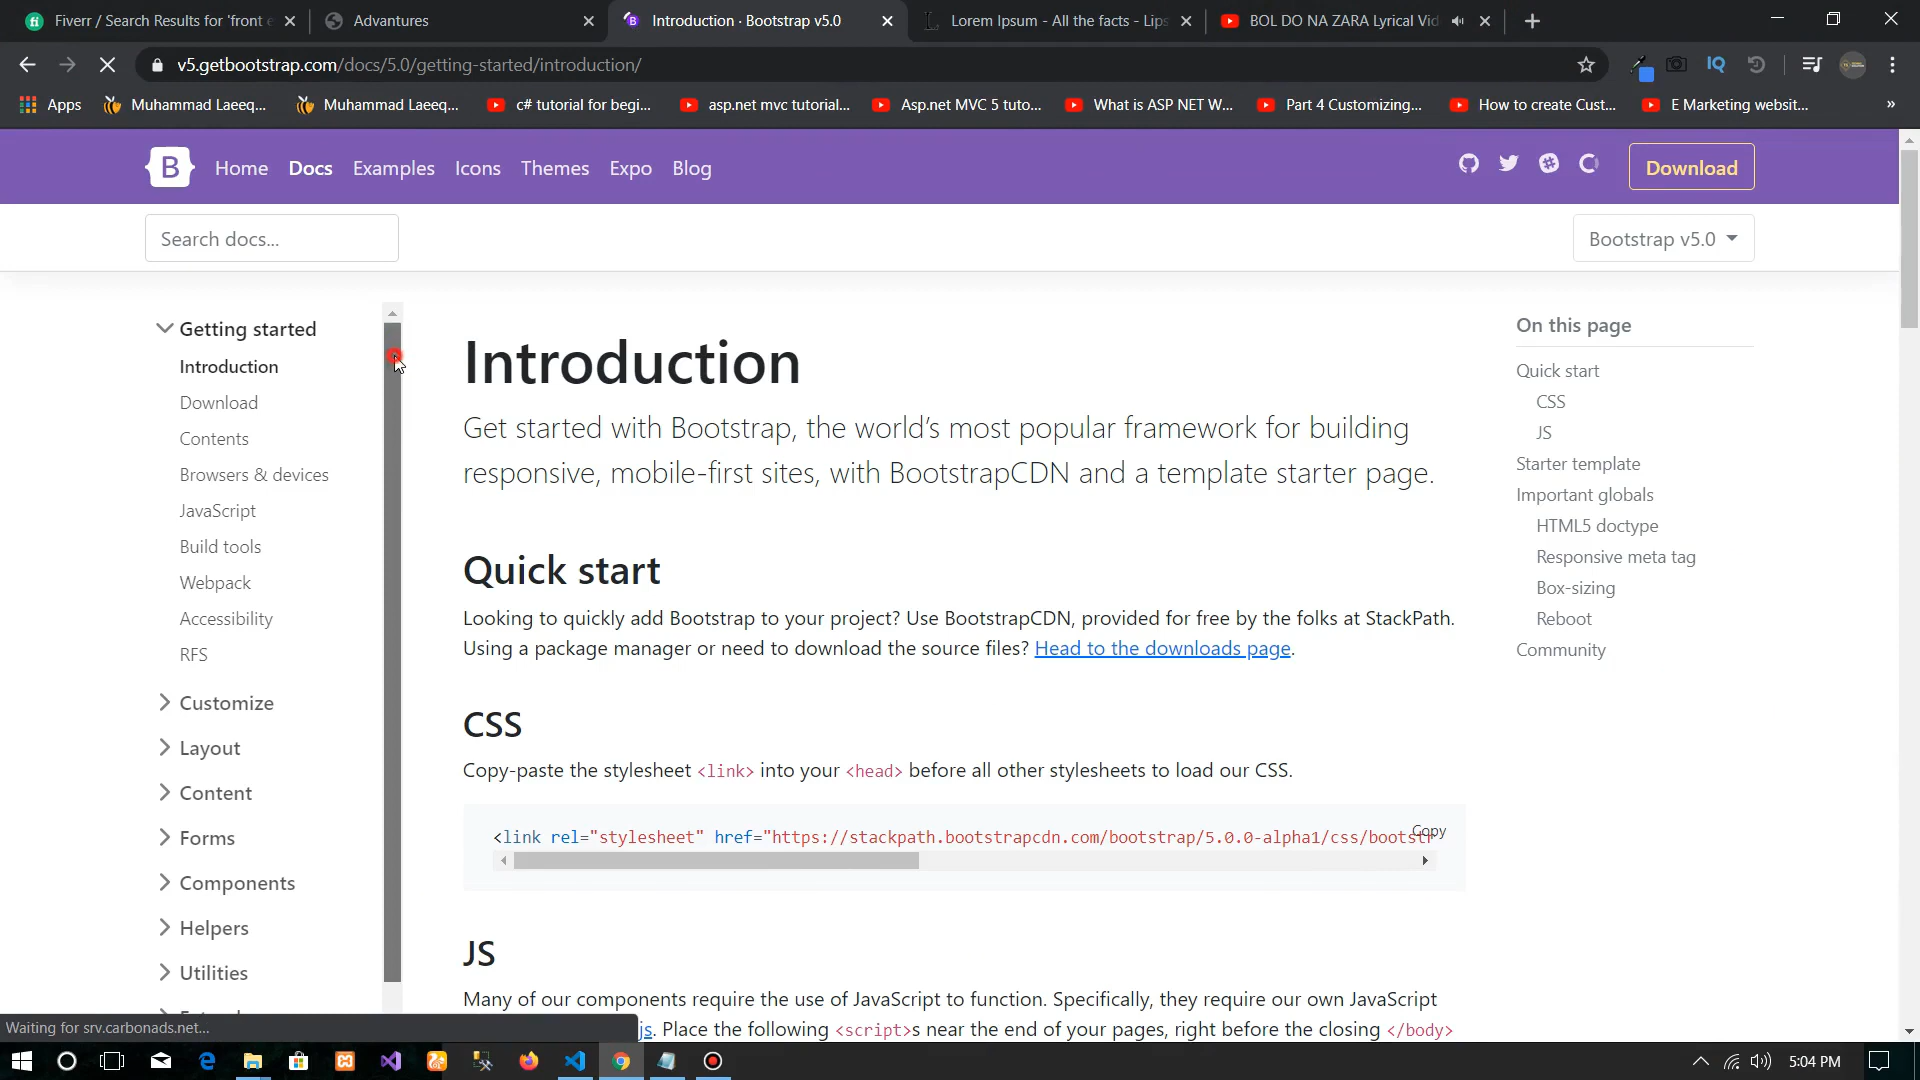 Fiverr / Search Results for 'front e
Advantures
Introduction · Bootstrap v5.0
Lorem Ipsum - All the facts - Lips
BOL DO NA ZARA Lyrical Vid
v5.getbootstrap.com/docs/5.0/getting-started/introduction/
IQ
Apps
Muhammad Laeeq...
Muhammad Laeeq...
c# tutorial for begi...
asp.net mvc tutorial...
Asp.net MVC 5 tuto...
What is ASP NET W...
Part 4 Customizing...
How to create Cust...
E Marketing websit...
»
B
Home
Docs
Examples
Icons
Themes
Expo
Blog
Download
Search docs...
Bootstrap v5.0
Getting started
Introduction
Download
Contents
Browsers & devices
JavaScript
Build tools
Webpack
Accessibility
RFS
Customize
Layout
Content
Forms
Components
Helpers
Utilities
Introduction
Get started with Bootstrap, the world’s most popular framework for building
responsive, mobile-first sites, with BootstrapCDN and a template starter page.
Quick start
Looking to quickly add Bootstrap to your project? Use BootstrapCDN, provided for free by the folks at StackPath.
Using a package manager or need to download the source files? Head to the downloads page.
CSS
Copy-paste the stylesheet <link> into your <head> before all other stylesheets to load our CSS.
<link rel="stylesheet" href="https://stackpath.bootstrapcdn.com/bootstrap/5.0.0-alpha1/css/bootstr
Copy
JS
Many of our components require the use of JavaScript to function. Specifically, they require our own JavaScript
js. Place the following <script>s near the end of your pages, right before the closing </body>
On this page
Quick start
CSS
JS
Starter template
Important globals
HTML5 doctype
Responsive meta tag
Box-sizing
Reboot
Community
Waiting for srv.carbonads.net...
5:04 PM